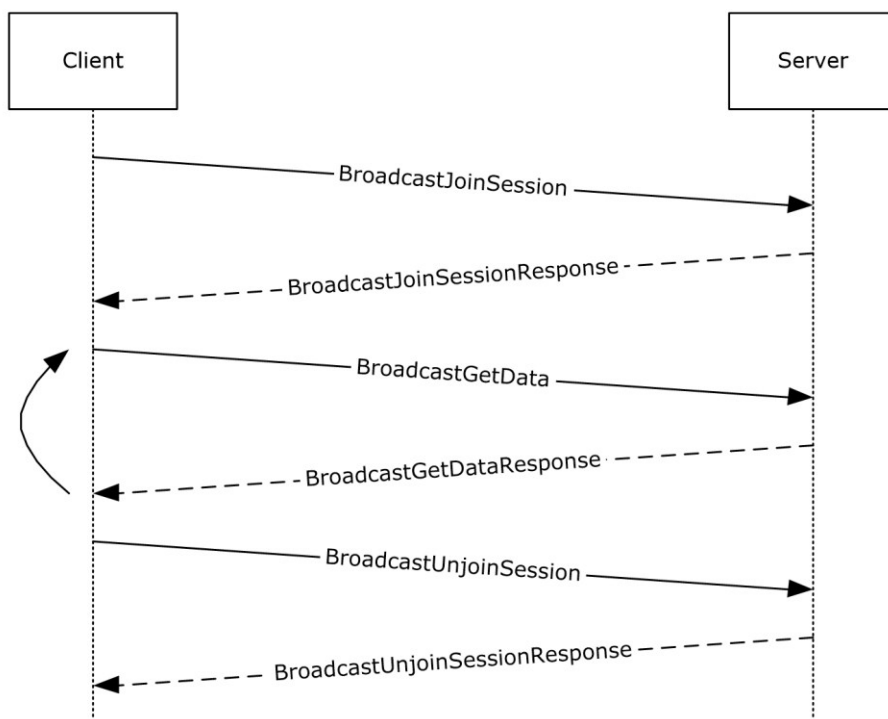 Client
Server
BroadcastJoinSession
BroadcastJoinSessionResponse
BroadcastGetData
BroadcastGetDataResponse
BroadcastUnjoinSession
BroadcastUnjoinSessionResponse